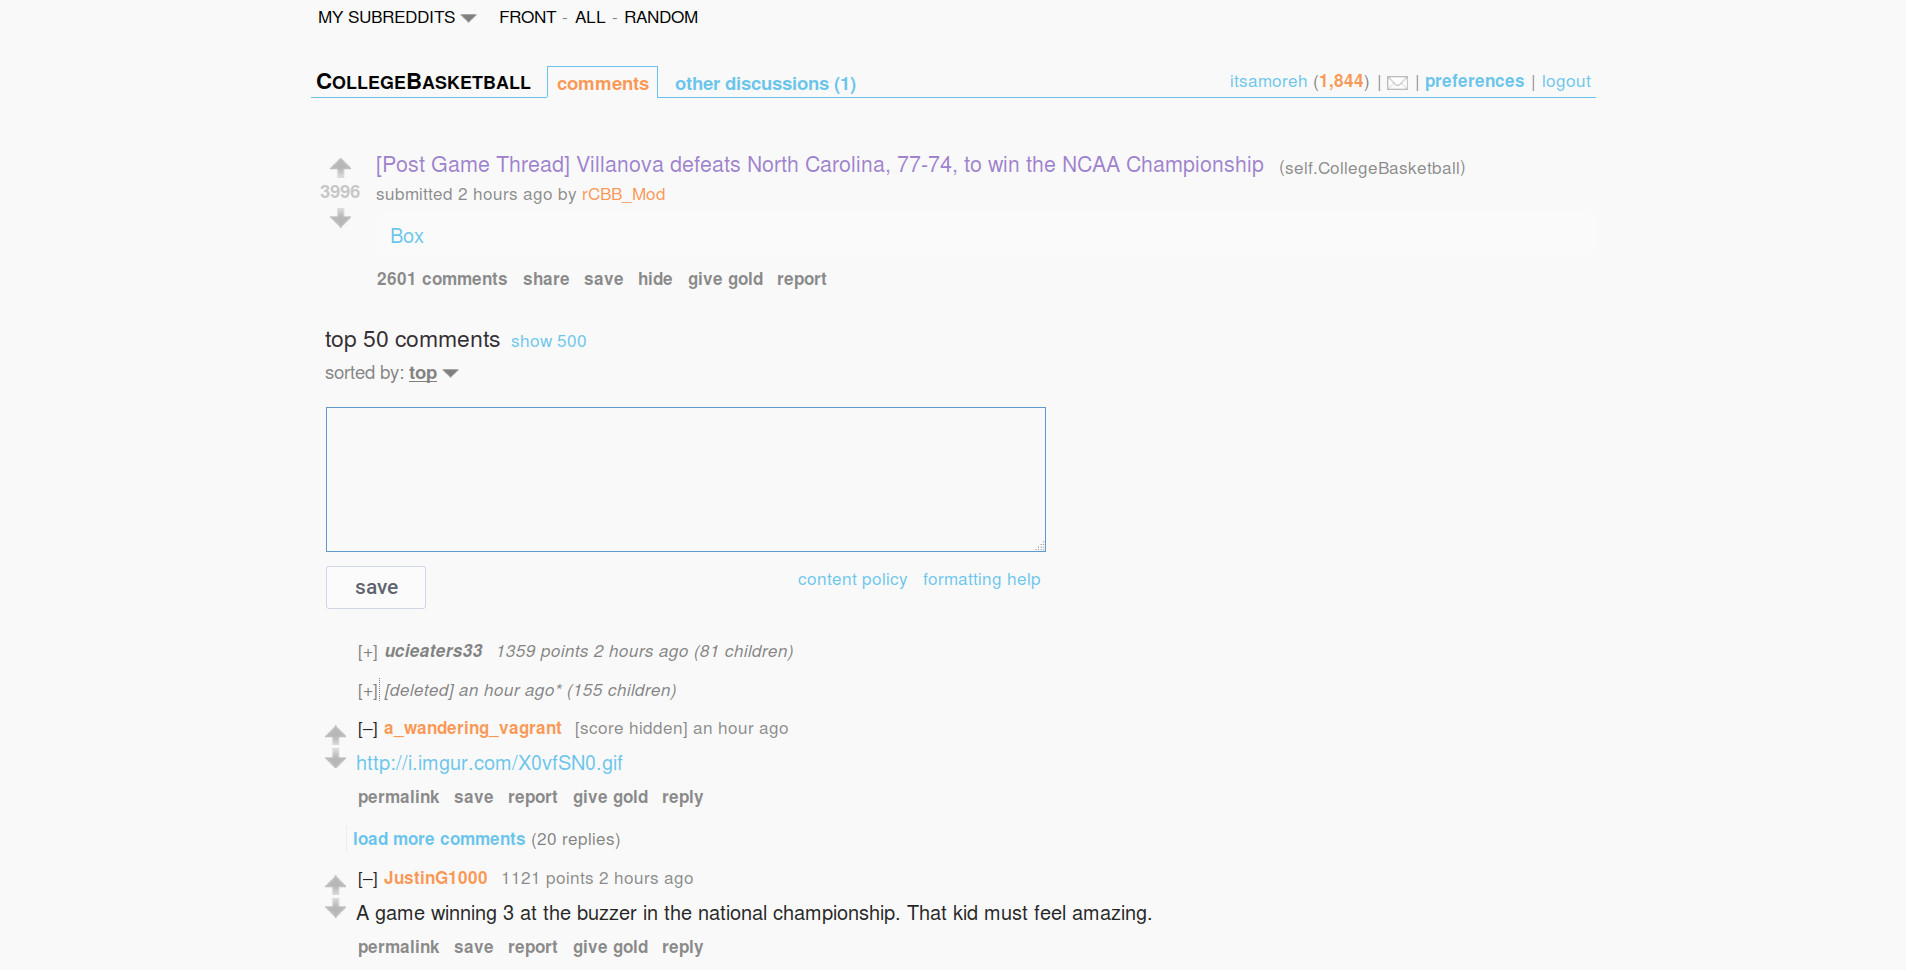 MY SUBREDDITS FRONT - ALL - RANDOM
COLLEGEBASKETBALL comments other discussions (1) itsamoreh (1,844) | | preferences | logout
[Post Game Thread] Villanova defeats North Carolina, 77-74, to win the NCAA Championship (self.CollegeBasketball)
3996
submitted 2 hours ago by rCBB_Mod
Box
2601 comments share save hide give gold report
top 50 comments show 500
sorted by: top
save content policy formatting help
[+] ucieaters33 1359 points 2 hours ago (81 children)
[+] [deleted] an hour ago* (155 children)
[–] a_wandering_vagrant [score hidden] an hour ago
http://i.imgur.com/X0vfSN0.gif
permalink save report give gold reply
load more comments (20 replies)
[–] JustinG1000 1121 points 2 hours ago
A game winning 3 at the buzzer in the national championship. That kid must feel amazing.
permalink save report give gold reply